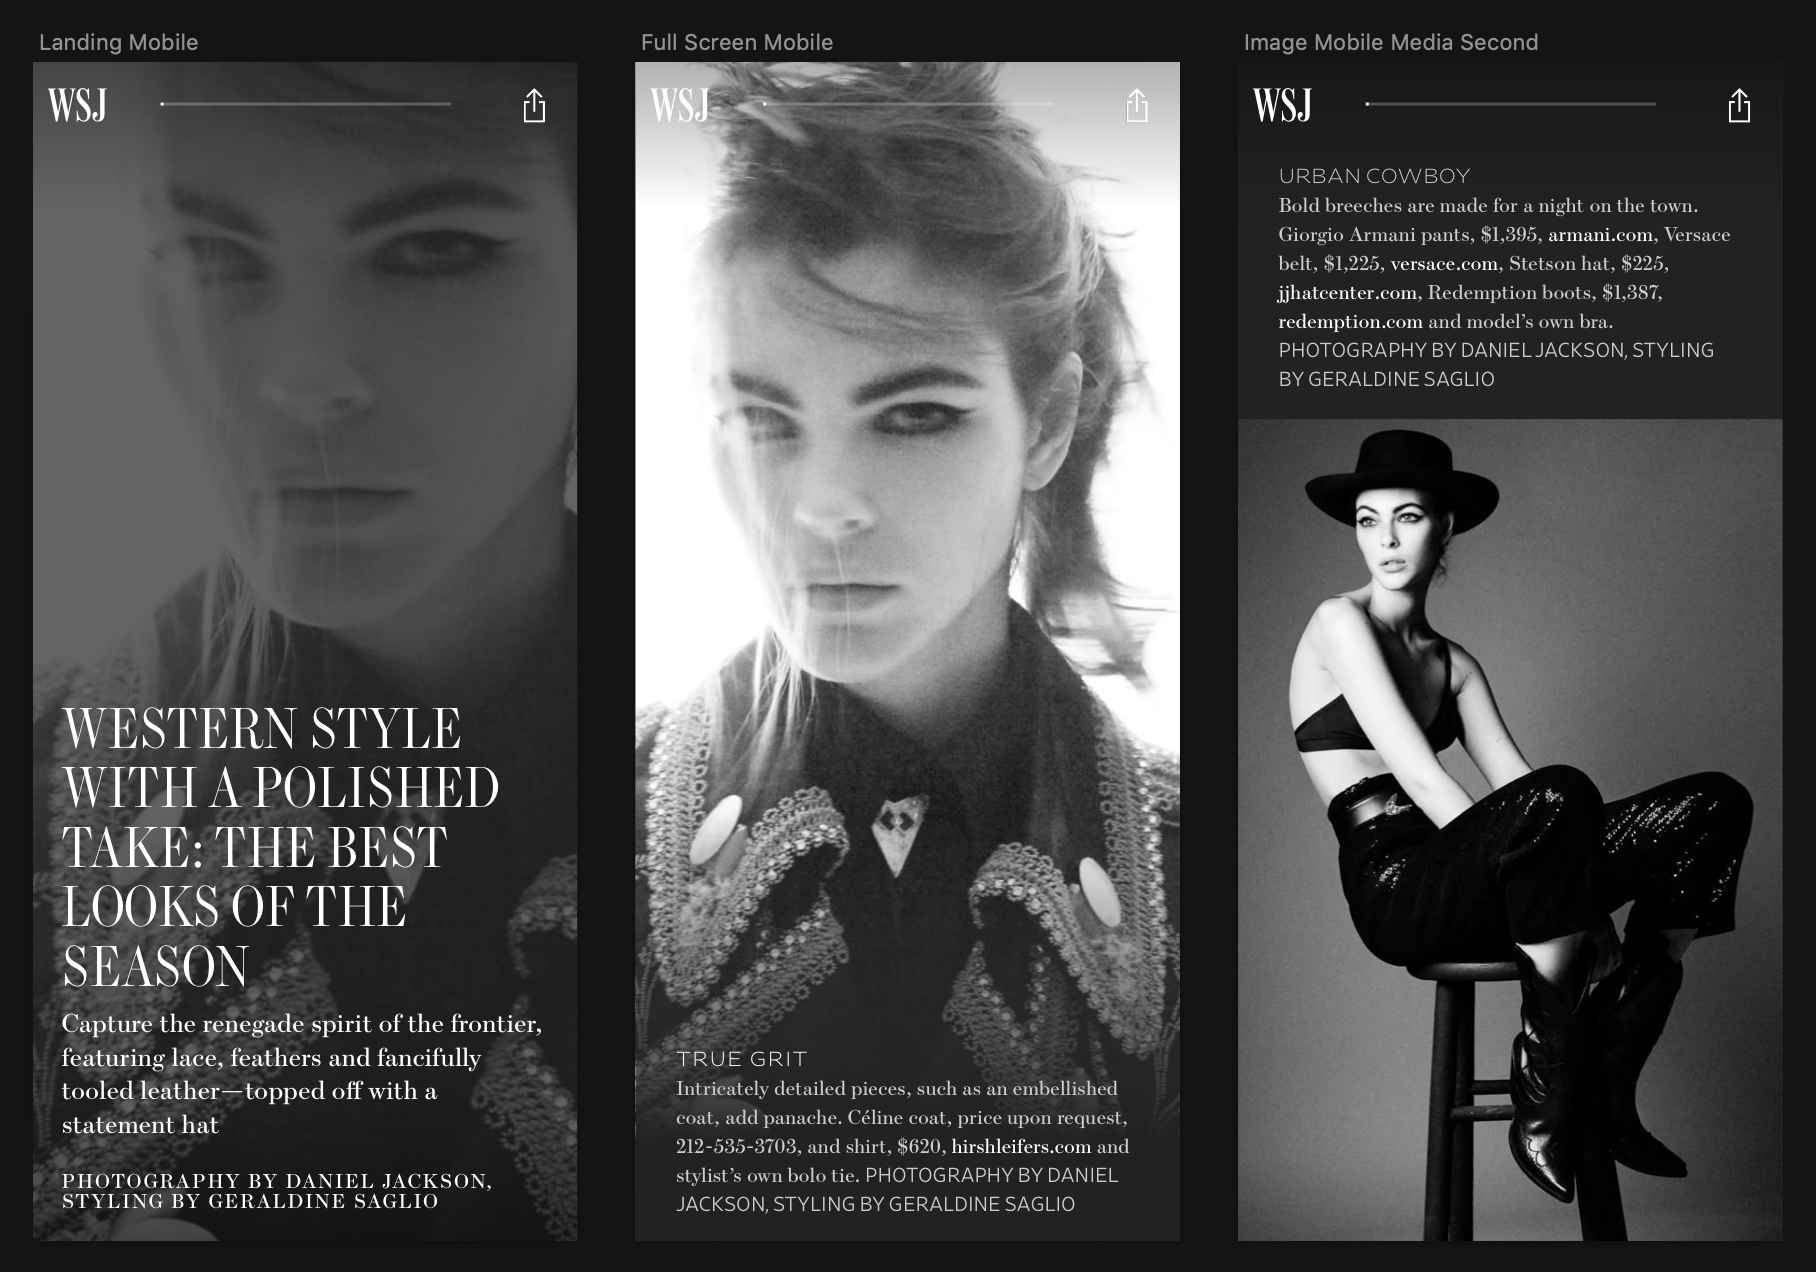 Landing Mobile
WSJ
WESTERN STYLE
WITH A POLISHED
TAKE: THE BEST
LOOKS OF THE
SEASON
Capture the renegade spirit of the frontier,
featuring lace, feathers and fancifully
tooled leather—topped off with a
statement hat
PHOTOGRAPHY BY DANIEL JACKSON,
STYLING BY GERALDINE SAGLIO
Full Screen Mobile
WSJ
TRUE GRIT
Intricately detailed pieces, such as an embellished
coat, add panache. Céline coat, price upon request,
212-535-3703, and shirt, $620, hirshleifers.com and
stylist’s own bolo tie. PHOTOGRAPHY BY DANIEL
JACKSON, STYLING BY GERALDINE SAGLIO
Image Mobile Media Second
WSJ
URBAN COWBOY
Bold breeches are made for a night on the town.
Giorgio Armani pants, $1,395, armani.com, Versace
belt, $1,225, versace.com, Stetson hat, $225,
jjhatcenter.com, Redemption boots, $1,387,
redemption.com and model’s own bra.
PHOTOGRAPHY BY DANIEL JACKSON, STYLING
BY GERALDINE SAGLIO